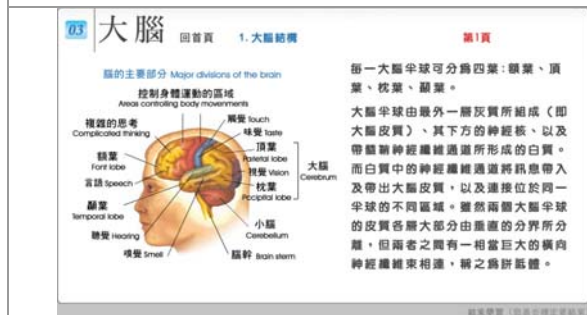 03 大腦 回首頁 1. 大腦結構 第1頁
腦的主要部分 Major divisions of the brain
控制身體運動的區域
Areas controlling body movenments
複雜的思考
Complicated thinking
觸覺 Touch
味覺 Taste
額葉
Font lobe
頂葉
Parietal lobe
言語 Speech
視覺 Vision
大腦
Cerebrum
枕葉
Pociptial lobe
顳葉
Temporal lobe
小腦
Cerebellum
聽覺 Hearing
嗅覺 Smell
腦幹 Brain sterm
每一大腦半球可分為四葉:額葉、頂
葉、枕葉、顳葉。
大腦半球由最外一層灰質所組成（即
大腦皮質）、其下方的神經核、以及
帶髓鞘神經纖維通道所形成的白質。
而白質中的神經纖維通道將訊息帶入
及帶出大腦皮質，以及連接位於同一
半球的不同區域。雖然兩個大腦半球
的皮質各層大部分由垂直的分界所分
離，但兩者之間有一相當巨大的橫向
神經纖維束相連，稱之為胼胝體。